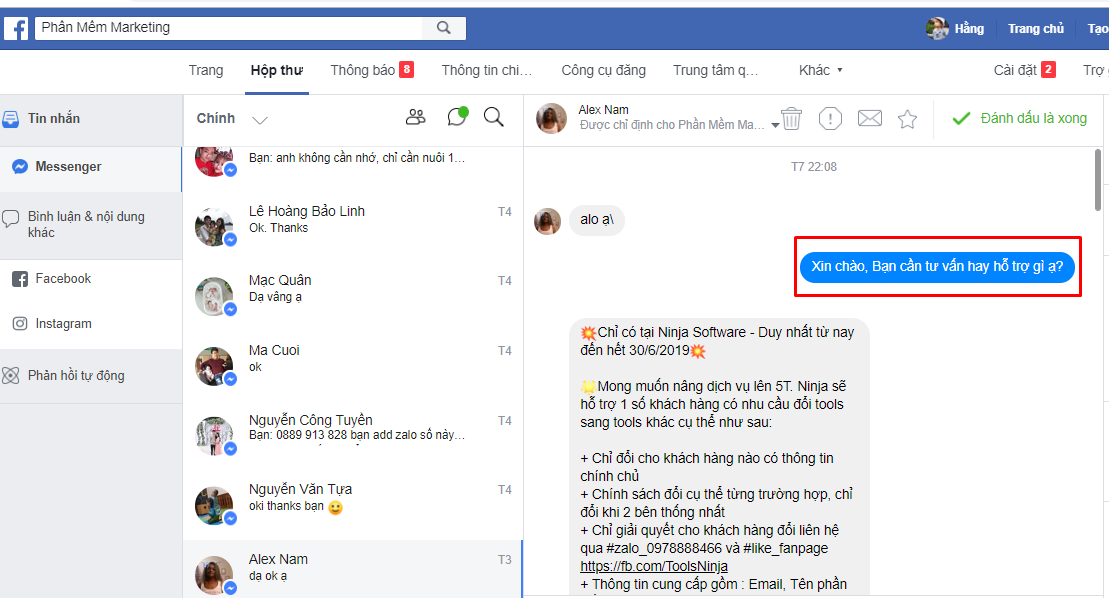 Phần Mềm Marketing
Hằng
Trang chủ
Tạo
Trang
Hộp thư
Thông báo 8
Thông tin chi…
Công cụ đăng
Trung tâm q…
Khác
Cài đặt 2
Trợ
Tin nhắn
Messenger
Bình luận & nội dung
khác
Facebook
Instagram
Phản hồi tự động
Chính
Bạn: anh không cần nhớ, chỉ cần nuôi 1…
Lê Hoàng Bảo Linh T4
Ok. Thanks
Mạc Quân T4
Dạ vâng ạ
Ma Cuoi T4
ok
Nguyễn Công Tuyền T4
Bạn: 0889 913 828 bạn add zalo số này…
Nguyễn Văn Tựa T4
oki thanks bạn 🙂
Alex Nam T3
dạ ok ạ
Alex Nam
Được chỉ định cho Phần Mềm Ma…
Đánh dấu là xong
T7 22:08
alo ạ\
Xin chào, Bạn cần tư vấn hay hỗ trợ gì ạ?
💥Chỉ có tại Ninja Software - Duy nhất từ nay
đến hết 30/6/2019💥
🌟Mong muốn nâng dịch vụ lên 5T. Ninja sẽ
hỗ trợ 1 số khách hàng có nhu cầu đổi tools
sang tools khác cụ thể như sau:
+ Chỉ đổi cho khách hàng nào có thông tin
chính chủ
+ Chính sách đổi cụ thể từng trường hợp, chỉ
đổi khi 2 bên thống nhất
+ Chỉ giải quyết cho khách hàng đổi liên hệ
qua #zalo_0978888466 và #like_fanpage
https://fb.com/ToolsNinja
+ Thông tin cung cấp gồm : Email, Tên phần